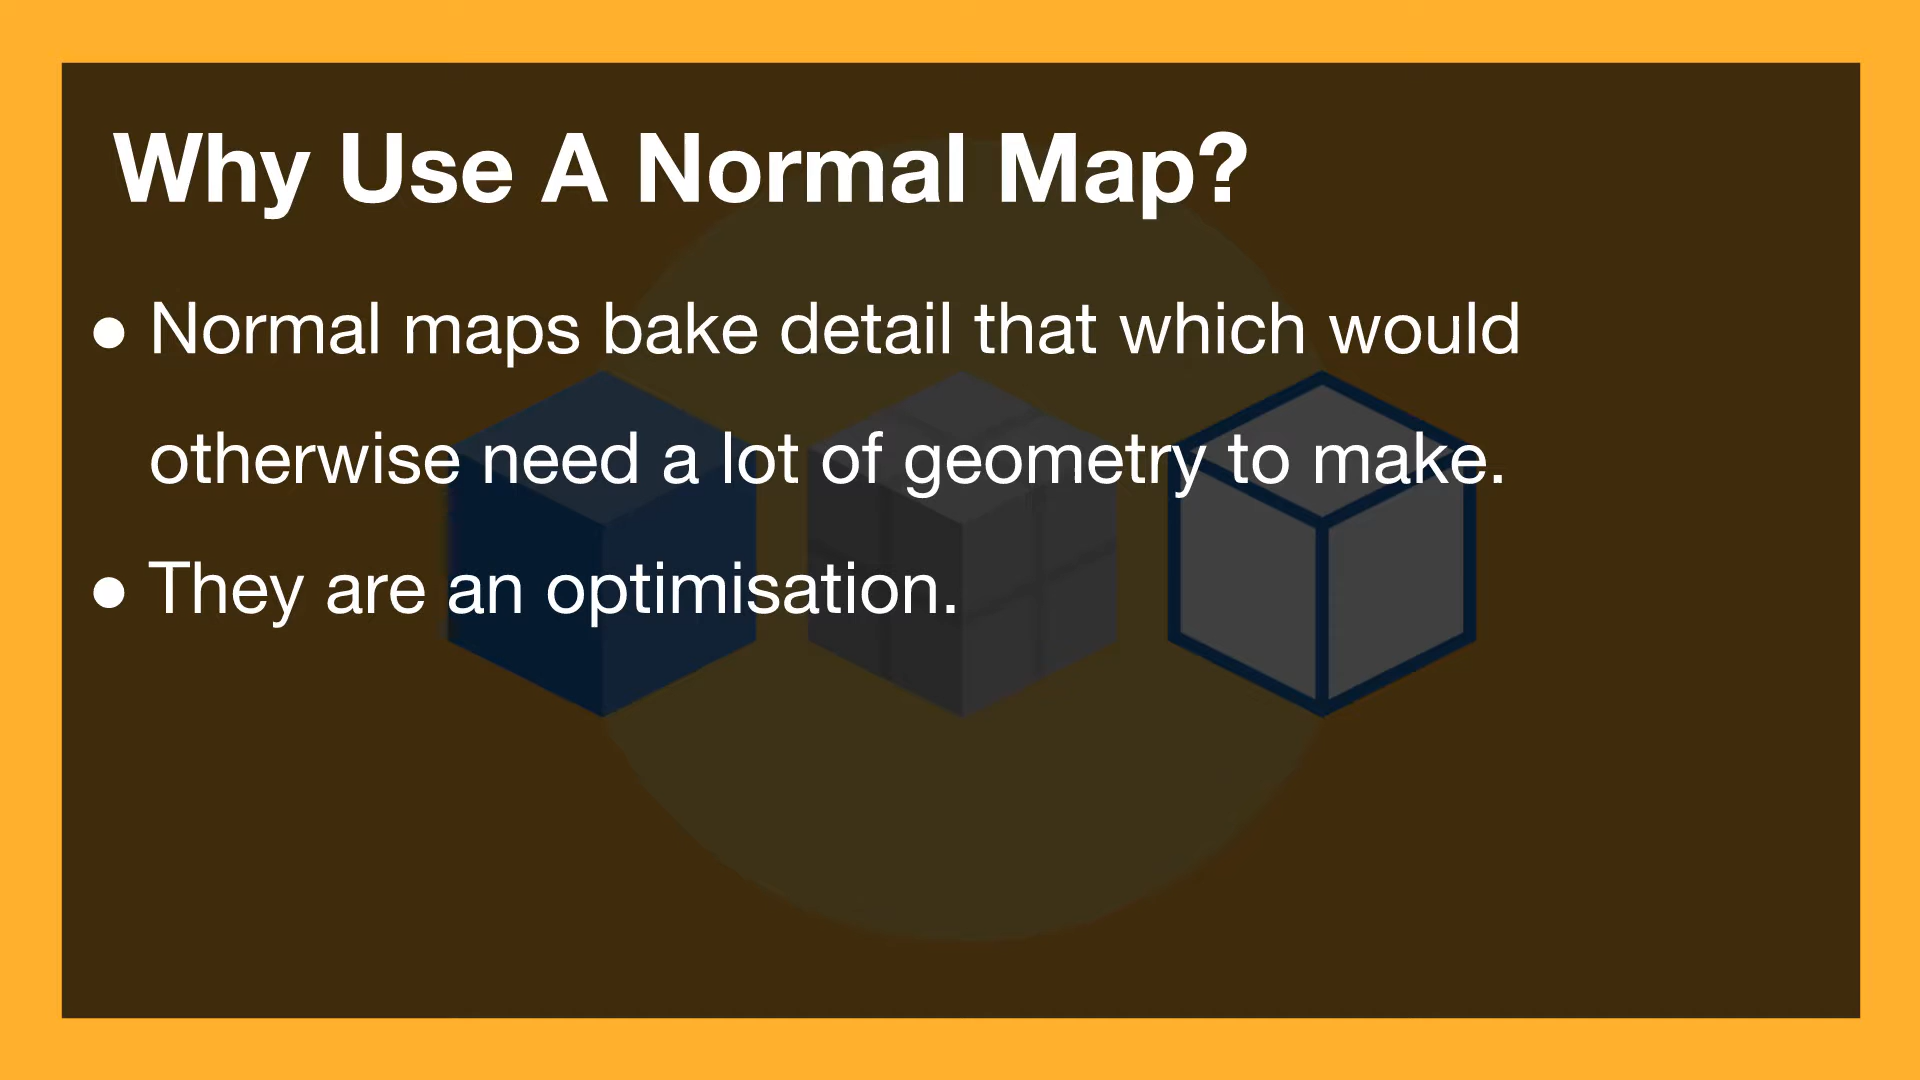 Why Use A Normal Map?
● Normal maps bake detail that which would
otherwise need a lot of geometry to make.
● They are an optimisation.